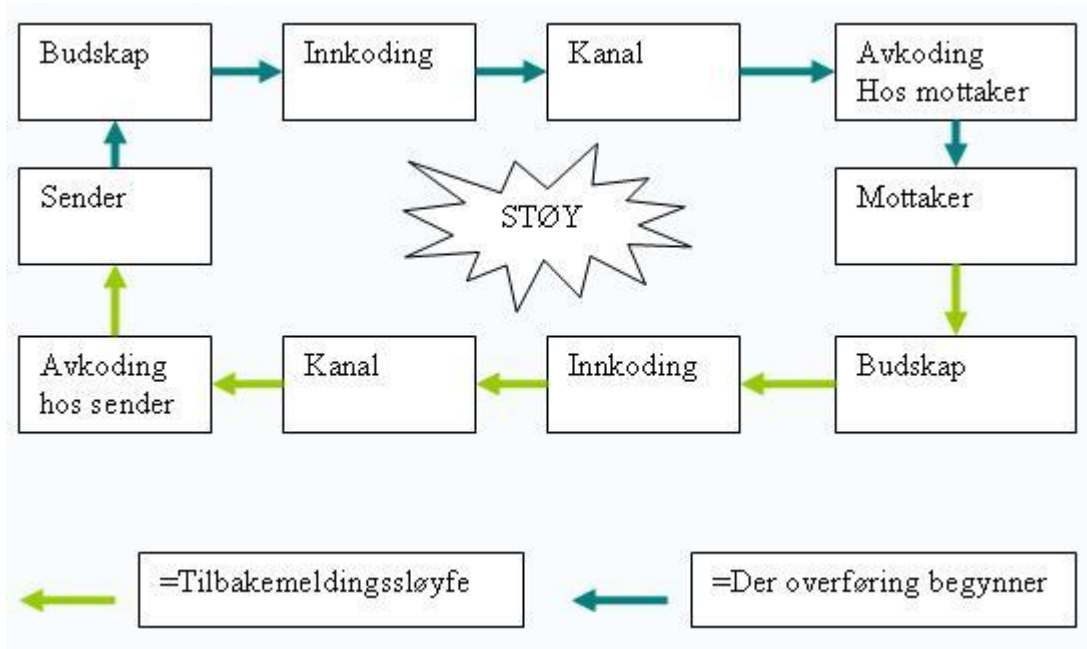 Budskap
Innkoding
Kanal
Avkoding
Hos mottaker
Sender
STØY
Mottaker
Avkoding
hos sender
Kanal
Innkoding
Budskap
=Tilbakemeldingssløyfe
=Der overføring begynner